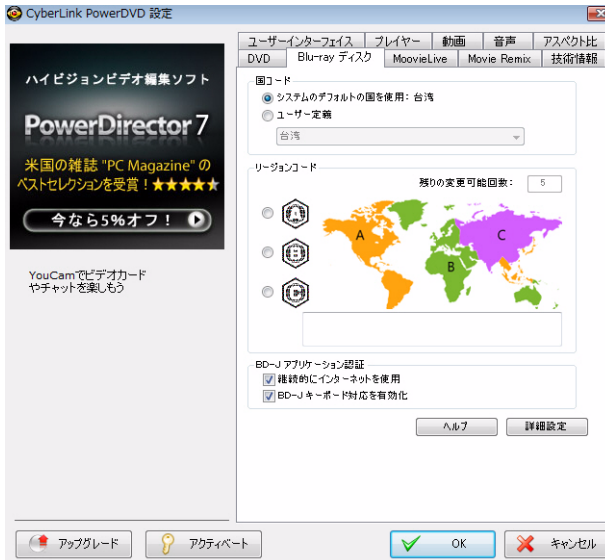 CyberLink PowerDVD 設定
ハイビジョンビデオ編集ソフト
PowerDirector 7
米国の雑誌 "PC Magazine" の
ベストセレクションを受賞！★★★★★
今なら5%オフ！
YouCamでビデオカード
やチャットを楽しもう
ユーザーインターフェイス プレイヤー 動画 音声 アスペクト比
DVD Blu-ray ディスク MoovieLive Movie Remix 技術情報
国コード
システムのデフォルトの国を使用: 台湾
ユーザー定義
台湾
リージョンコード
残りの変更可能回数: 5
A
B
C
BD-J アプリケーション認証
継続的にインターネットを使用
BD-J キーボード対応を有効化
ヘルプ 詳細設定
アップグレード アクティベート OK キャンセル